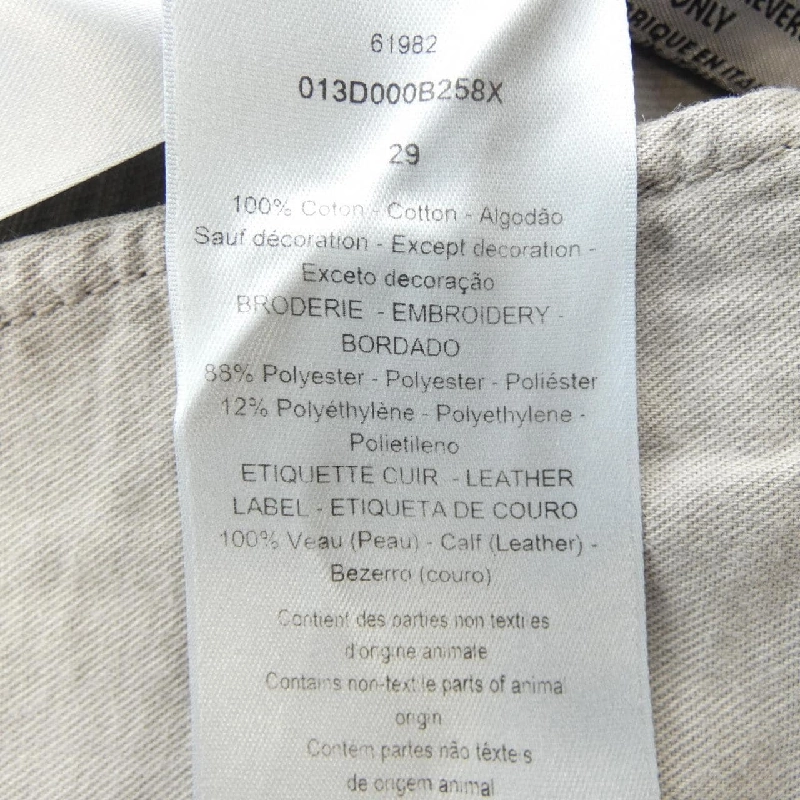 61982
013D000B258X
29
100% Coton - Cotton - Algodão
Sauf décoration - Except decoration -
Exceto decoração
BRODERIE - EMBROIDERY -
BORDADO
88% Polyester - Polyester - Poliéster
12% Polyéthylène - Polyethylene -
Polietileno
ETIQUETTE CUIR - LEATHER
LABEL - ETIQUETA DE COURO
100% Veau (Peau) - Calf (Leather) -
Bezerro (couro)
Contient des parties non textiles
d'origine animale
Contains non-textile parts of animal
origin
Contém partes não têxteis
de origem animal
ONLY